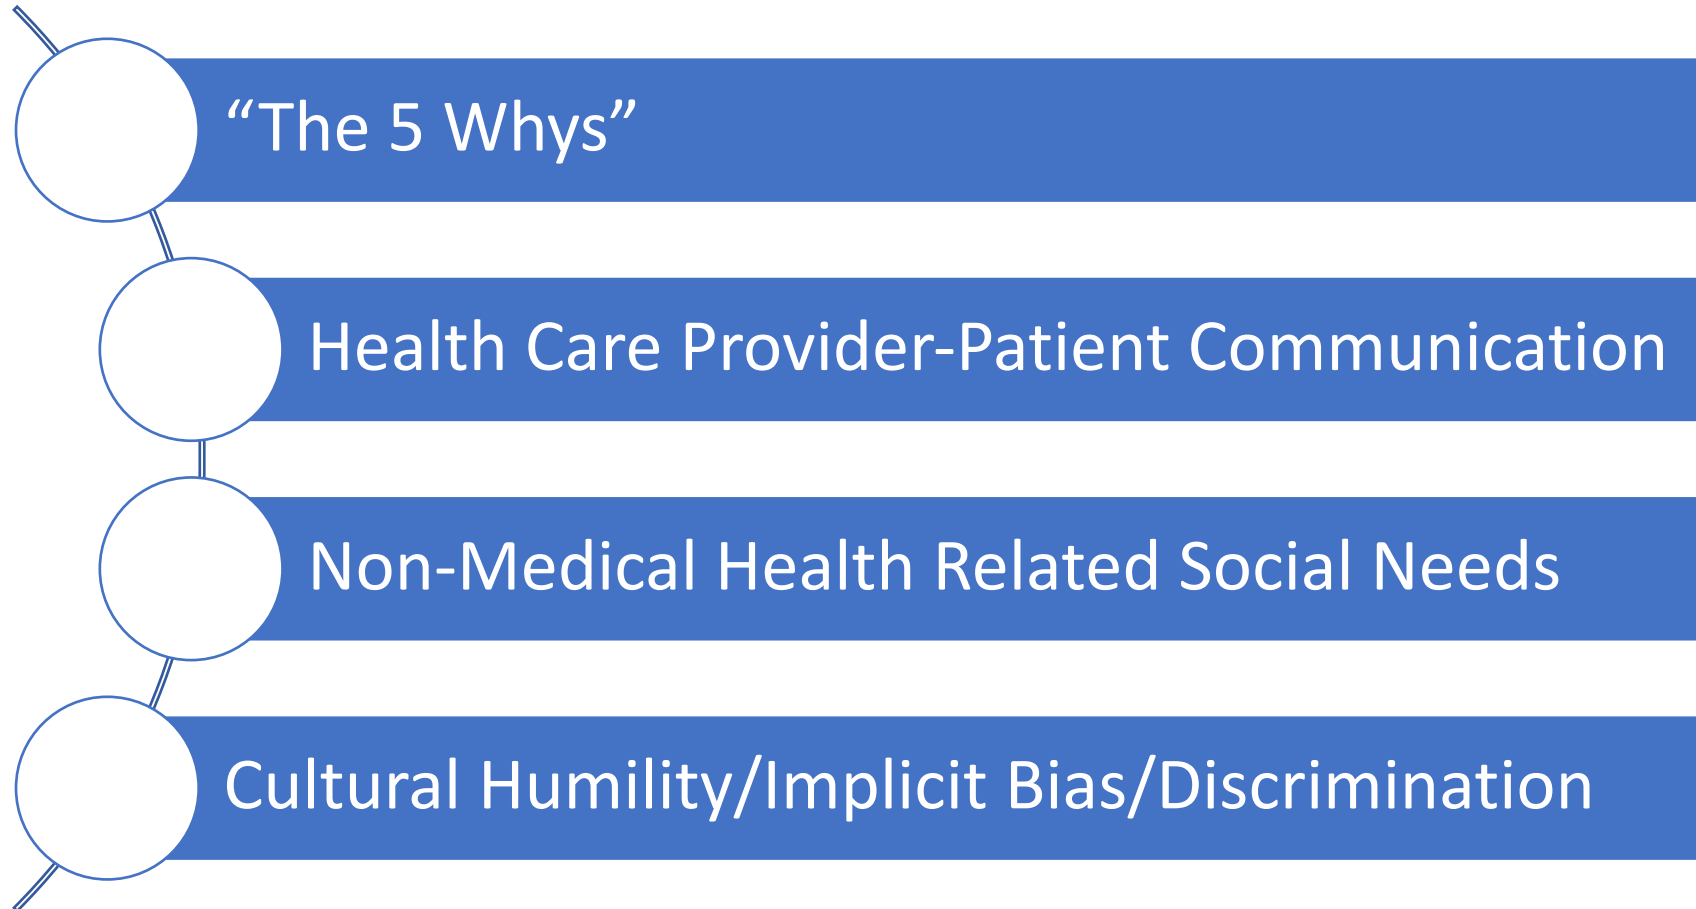 “The 5 Whys”
Health Care Provider-Patient Communication
Non-Medical Health Related Social Needs
Cultural Humility/Implicit Bias/Discrimination